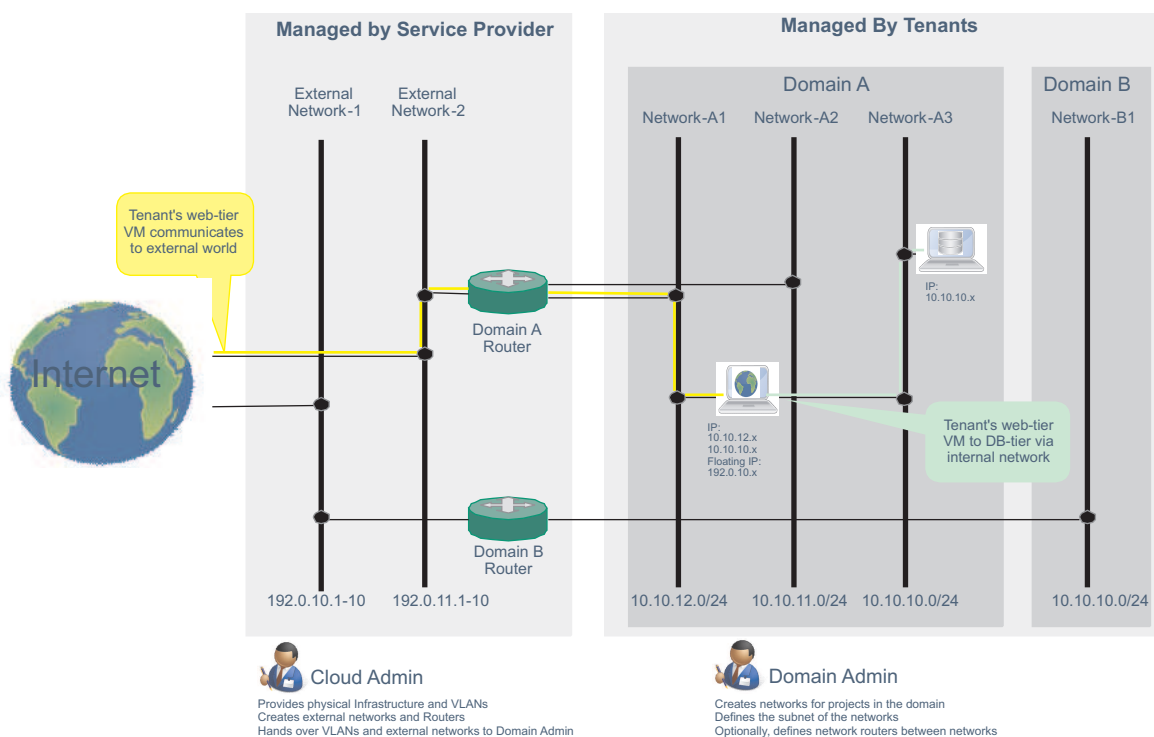 Managed by Service Provider
Managed By Tenants
Domain A
Domain B
External
Network-1
External
Network-2
Network-A1
Network-A2
Network-A3
Network-B1
Tenant's web-tier
VM communicates
to external world
Internet
Domain A
Router
IP:
10.10.10.x
IP:
10.10.12.x
10.10.10.x
Floating IP:
192.0.10.x
Tenant's web-tier
VM to DB-tier via
internal network
Domain B
Router
192.0.10.1-10
192.0.11.1-10
10.10.12.0/24
10.10.11.0/24
10.10.10.0/24
10.10.10.0/24
Cloud Admin
Provides physical Infrastructure and VLANs
Creates external networks and Routers
Hands over VLANs and external networks to Domain Admin
Domain Admin
Creates networks for projects in the domain
Defines the subnet of the networks
Optionally, defines network routers between networks